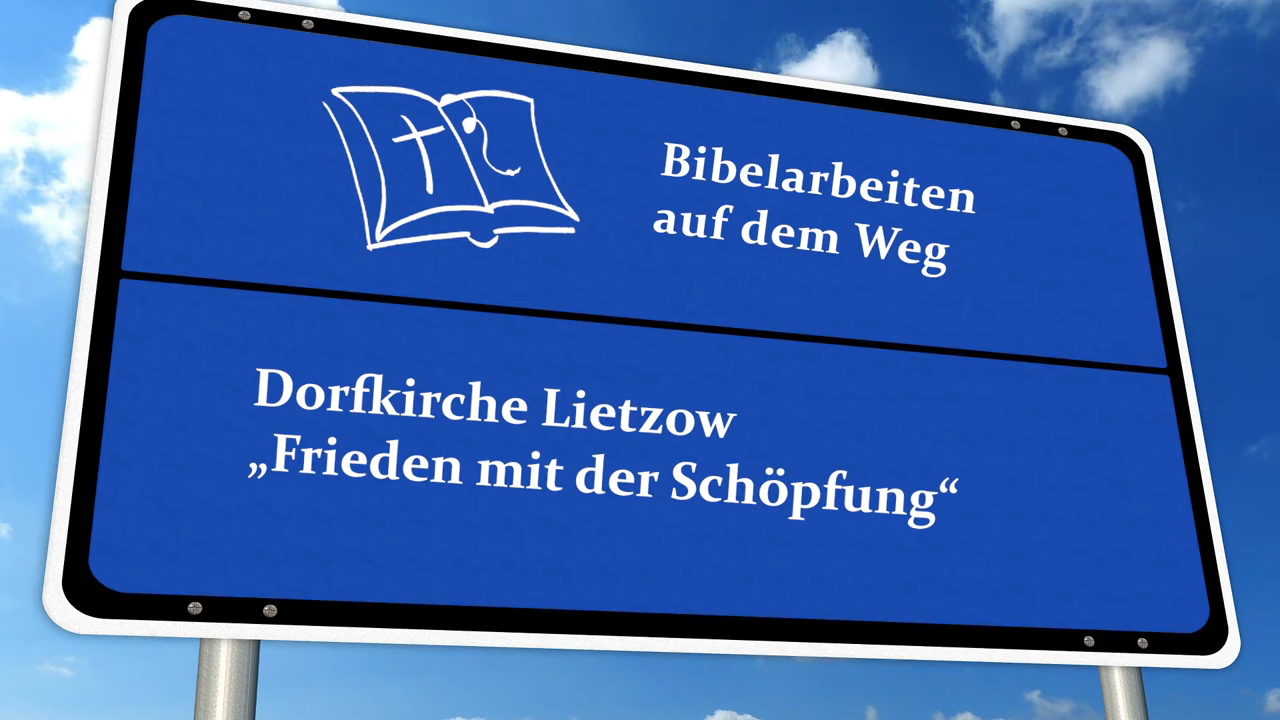 Bibelarbeiten
auf dem Weg
Dorfkirche Lietzow
„Frieden mit der Schöpfung“